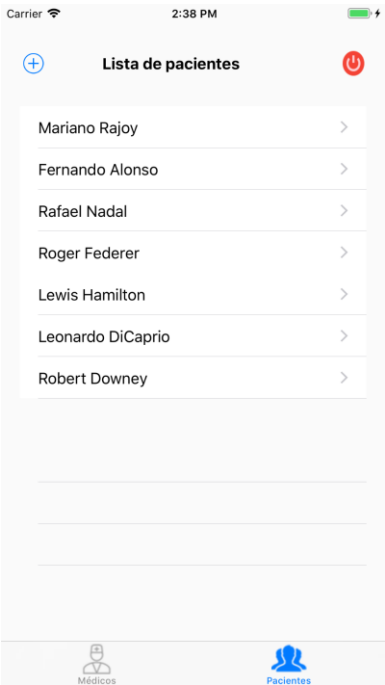 Carrier 2:38 PM
Lista de pacientes
Mariano Rajoy
Fernando Alonso
Rafael Nadal
Roger Federer
Lewis Hamilton
Leonardo DiCaprio
Robert Downey
Médicos Pacientes